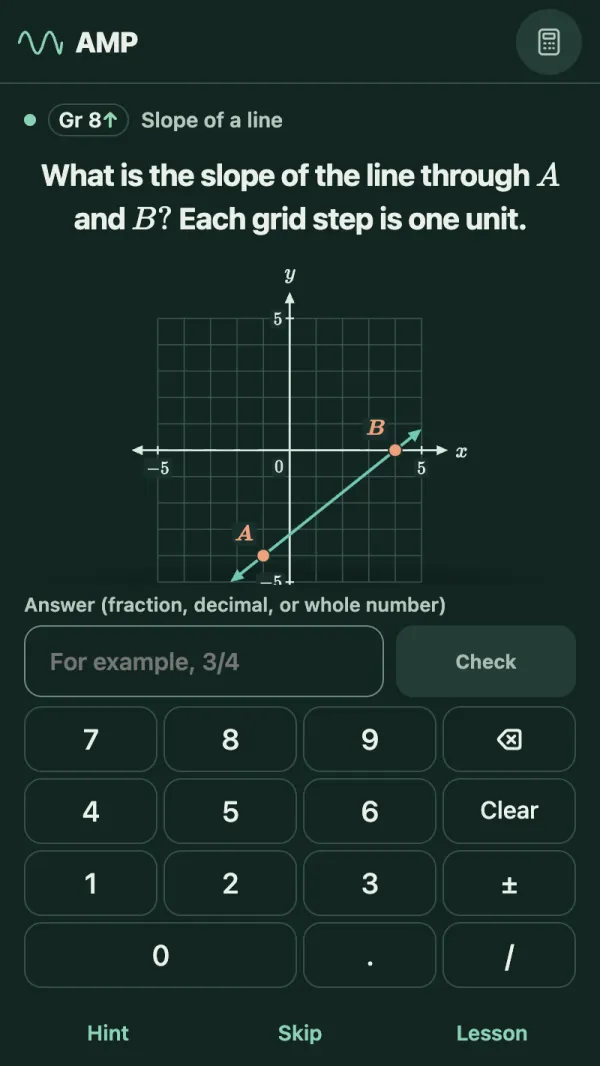 AMP
Gr 8↑ Slope of a line
What is the slope of the line through A
and B? Each grid step is one unit.
y
5
B
−5 0 5 x
A
−5
Answer (fraction, decimal, or whole number)
For example, 3/4 Check
7 8 9
4 5 6 Clear
1 2 3 ±
0 . /
Hint Skip Lesson